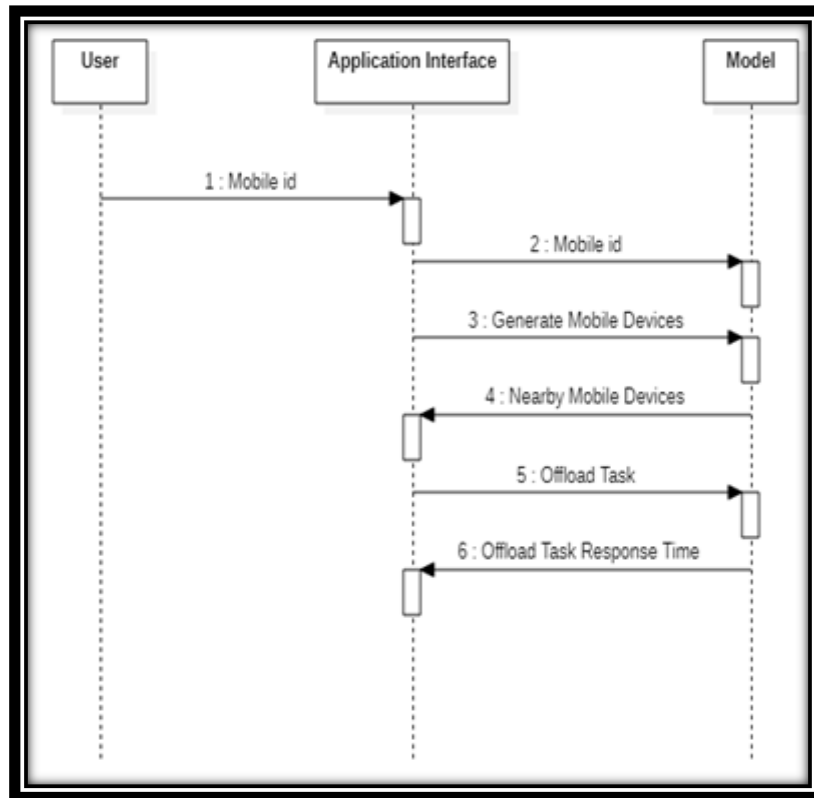 User
Application Interface
Model
1 : Mobile id
2 : Mobile id
3 : Generate Mobile Devices
4 : Nearby Mobile Devices
5 : Offload Task
6 : Offload Task Response Time